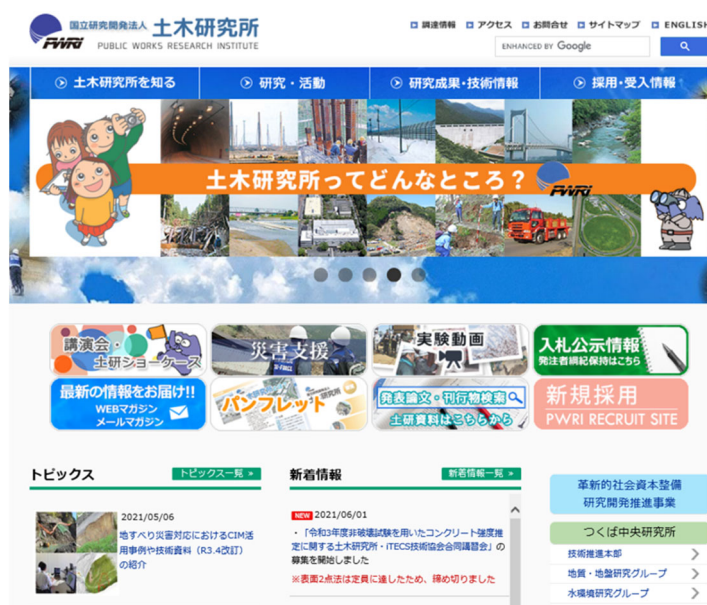 国立研究開発法人 土木研究所
PWRI PUBLIC WORKS RESEARCH INSTITUTE
調達情報 アクセス お問合せ サイトマップ ENGLISH
ENHANCED BY Google
土木研究所を知る 研究・活動 研究成果・技術情報 採用・受入情報
土木研究所ってどんなところ？ PWRI
講演会・
土研ショーケース
災害支援
実験動画
入札公示情報
発注者綱紀保持はこちら
最新の情報をお届け!!
WEBマガジン
メールマガジン
パンフレット
発表論文・刊行物検索
土研資料はこちらから
新規採用
PWRI RECRUIT SITE
トピックス トピックス一覧 »
2021/05/06
地すべり災害対応におけるCIM活
用事例や技術資料（R3.4改訂）
の紹介
新着情報 新着情報一覧 »
NEW 2021/06/01
・「令和3年度非破壊試験を用いたコンクリート強度推
定に関する土木研究所・iTECS技術協会合同講習会」の
募集を開始しました
※表面2点法は定員に達したため、締め切りました
革新的社会資本整備
研究開発推進事業
つくば中央研究所
技術推進本部
地質・地盤研究グループ
水環境研究グループ